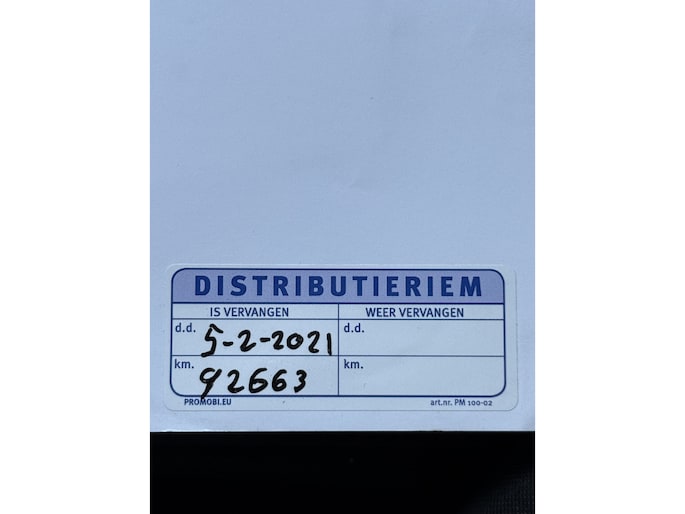 DISTRIBUTIERIEM
IS VERVANGEN WEER VERVANGEN
d.d. 5-2-2021 d.d.
km. 92663 km.
PROMOBI.EU art.nr. PM 100-02